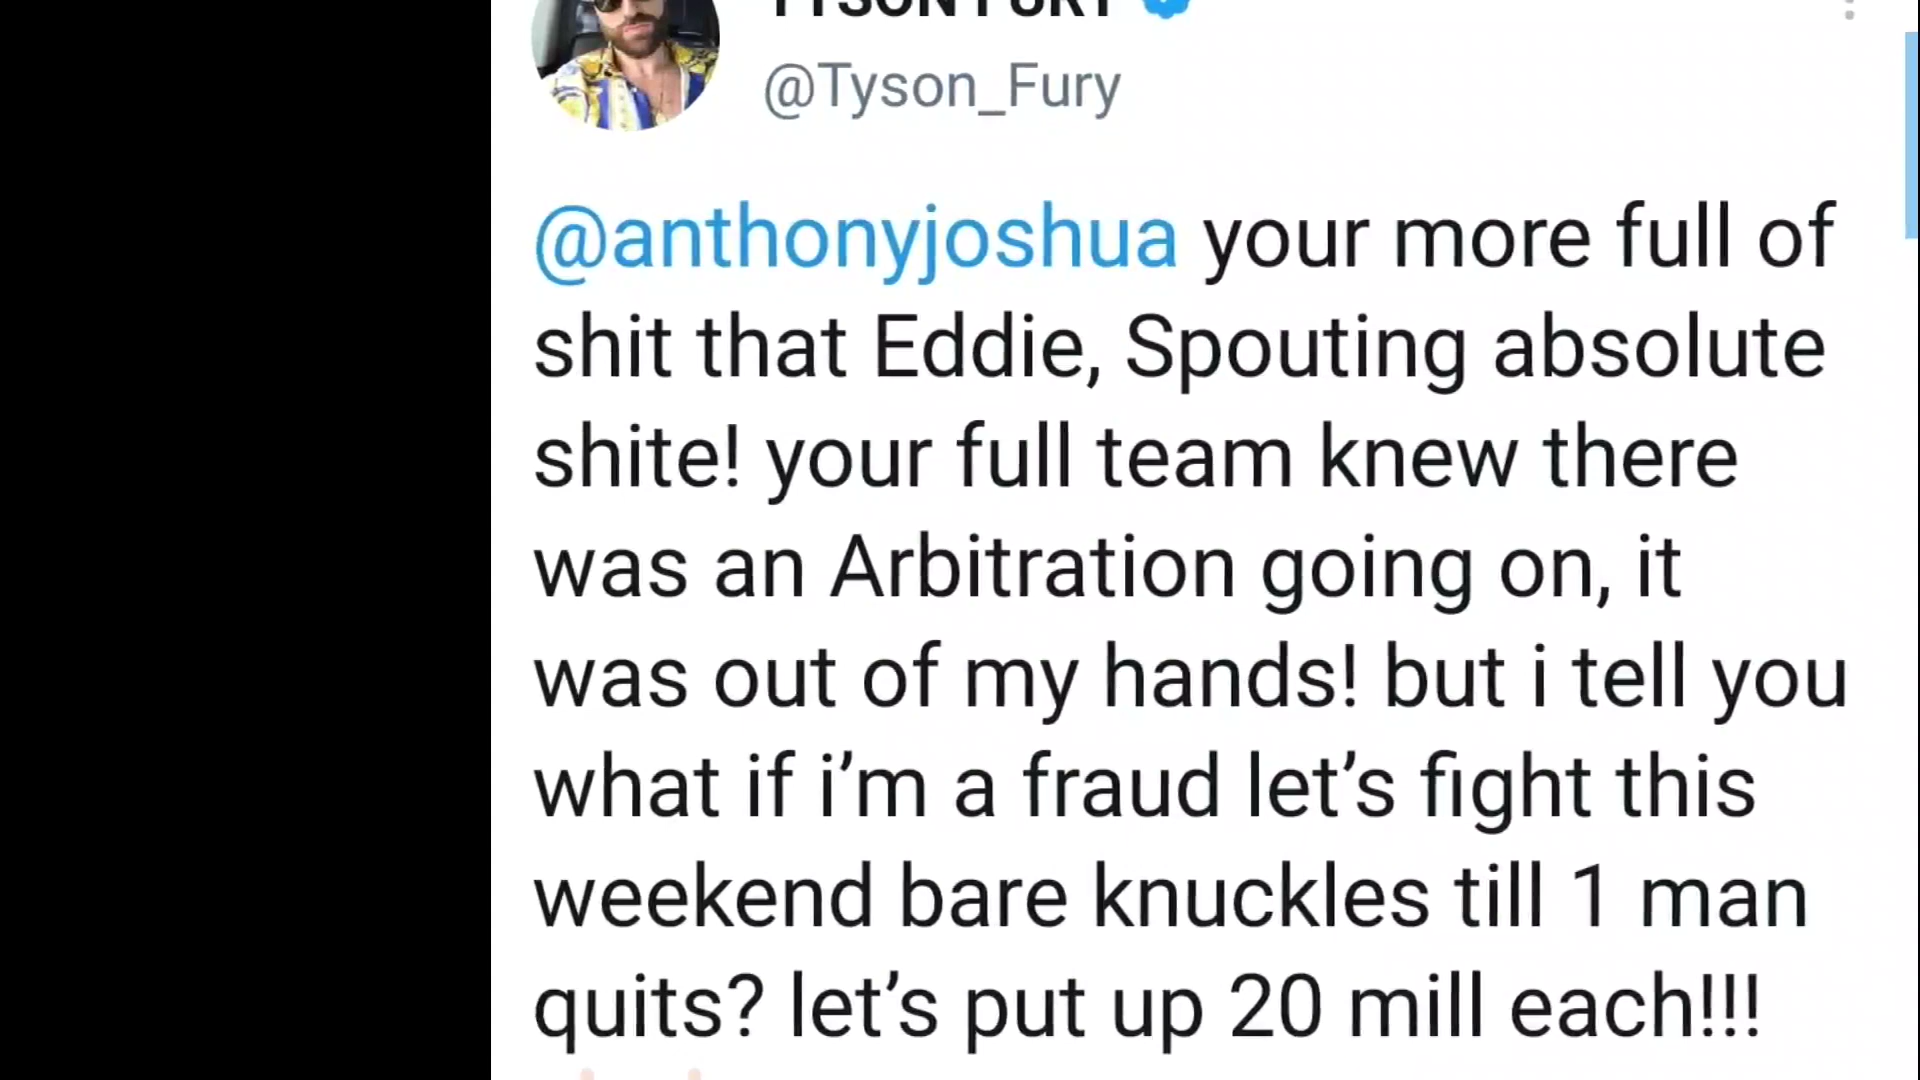 TYSON FURY
@Tyson_Fury
@anthonyjoshua your more full of
shit that Eddie, Spouting absolute
shite! your full team knew there
was an Arbitration going on, it
was out of my hands! but i tell you
what if i’m a fraud let’s fight this
weekend bare knuckles till 1 man
quits? let’s put up 20 mill each!!!